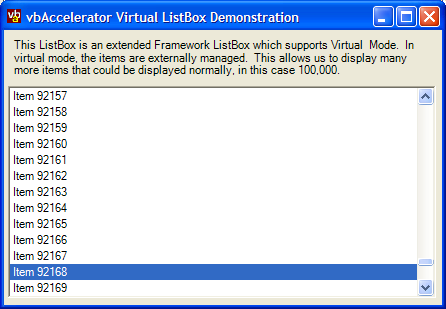 vbAccelerator Virtual ListBox Demonstration
This ListBox is an extended Framework ListBox which supports Virtual  Mode.  In
virtual mode, the items are externally managed.  This allows us to display many
more items that could be displayed normally, in this case 100,000.
Item 92157
Item 92158
Item 92159
Item 92160
Item 92161
Item 92162
Item 92163
Item 92164
Item 92165
Item 92166
Item 92167
Item 92168
Item 92169